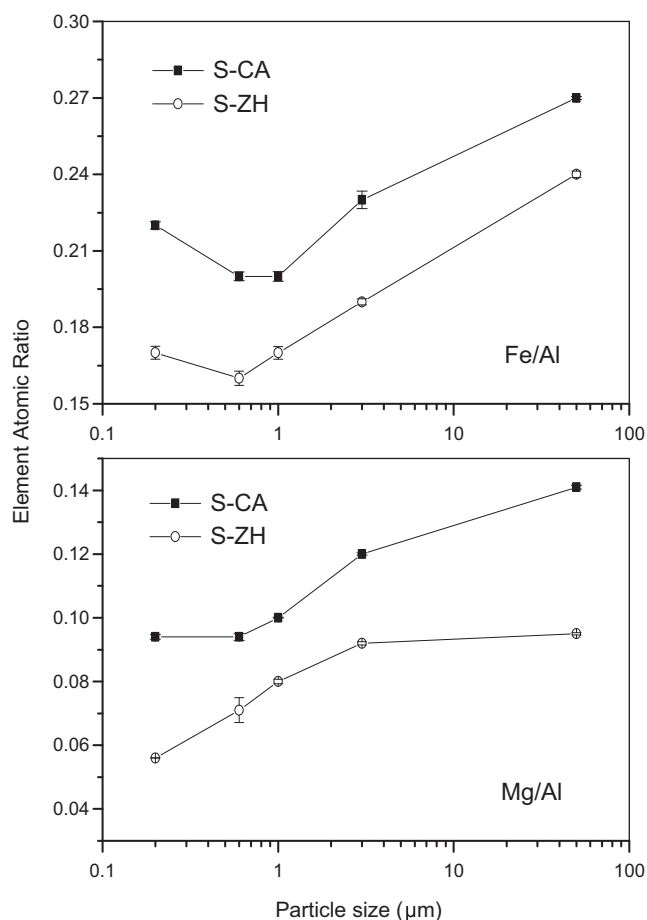 0.30
S-CA
S-ZH
0.27
0.24
0.21
0.18
0.15
Fe/Al
0.1 1 10 100
Element Atomic Ratio
0.14
S-CA
S-ZH
0.12
0.10
0.08
0.06
0.04
Mg/Al
0.1 1 10 100
Particle size (µm)